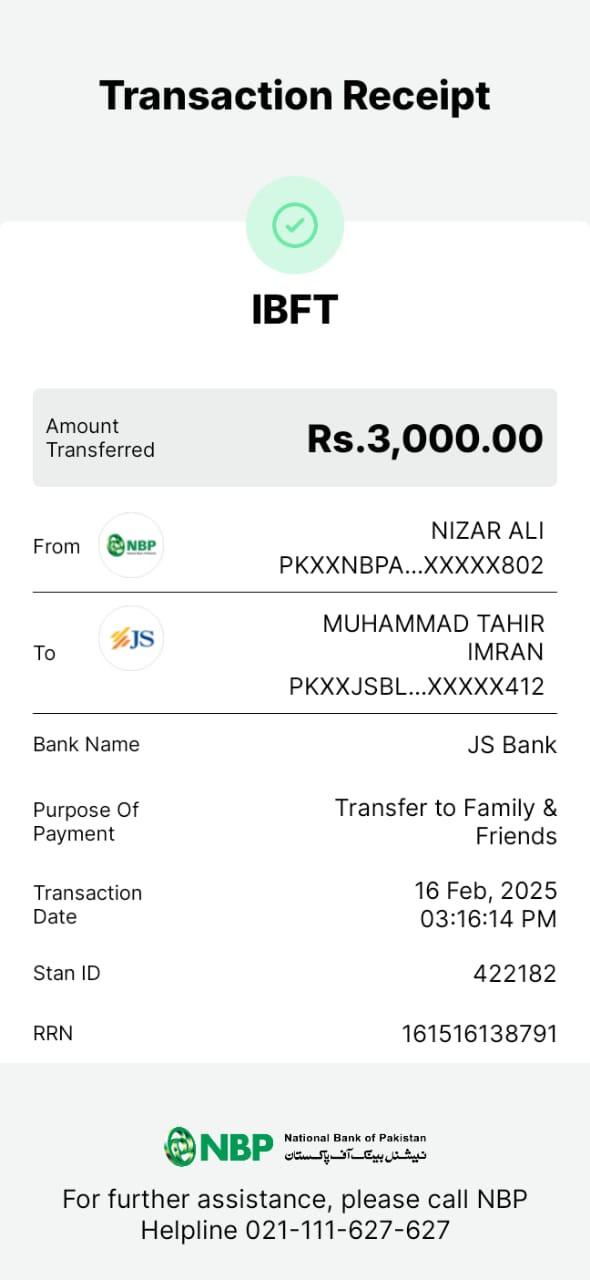 Transaction Receipt
IBFT
Amount
Transferred
Rs.3,000.00
From
NBP
NIZAR ALI
PKXXNBPA...XXXXX802
To
JS
MUHAMMAD TAHIR
IMRAN
PKXXJSBL...XXXXX412
Bank Name
JS Bank
Purpose Of
Payment
Transfer to Family &
Friends
Transaction
Date
16 Feb, 2025
03:16:14 PM
Stan ID
422182
RRN
161516138791
NBP
National Bank of Pakistan
نیشنل بینک آف پاکستان
For further assistance, please call NBP
Helpline 021-111-627-627